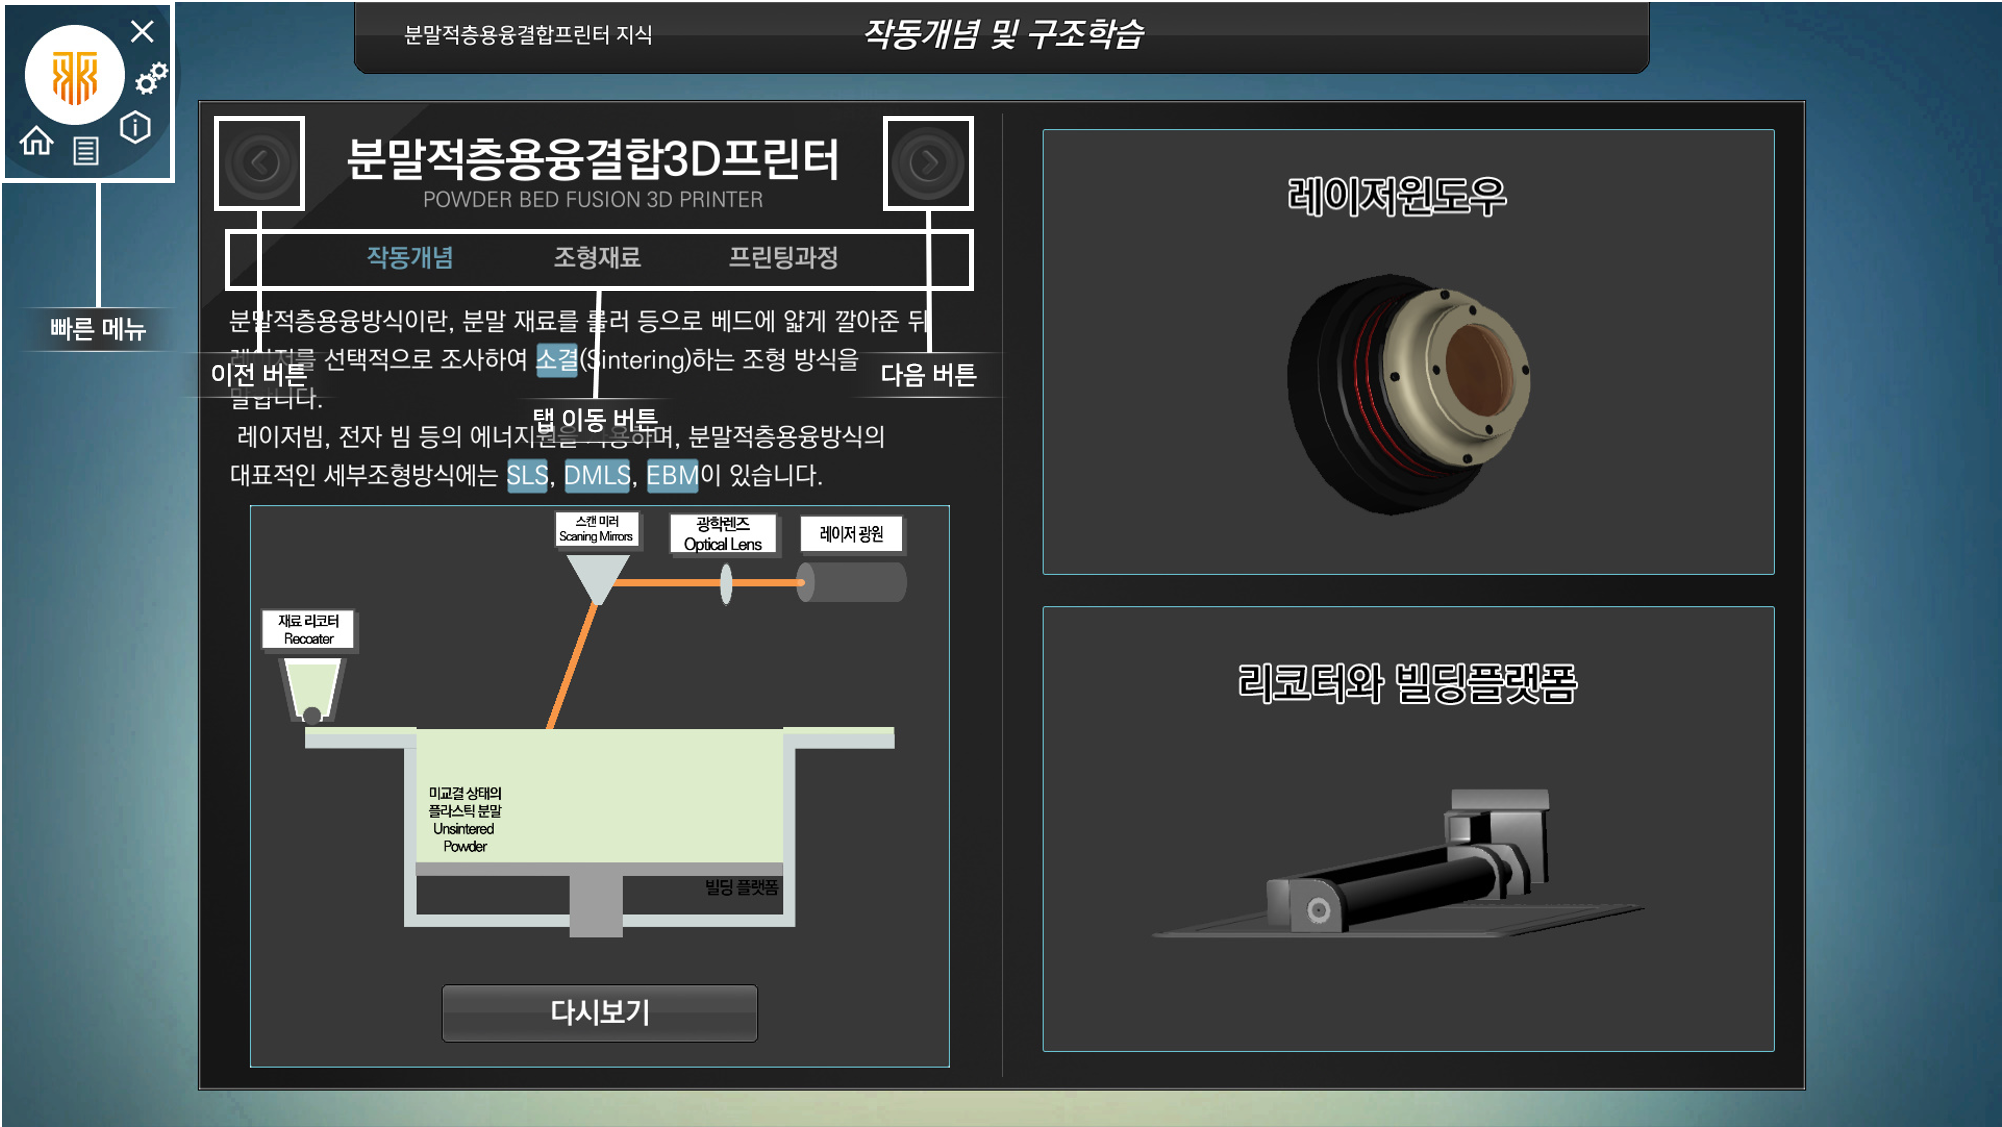 분말적층용융결합프린터 지식
작동개념 및 구조학습
분말적층용융결합3D프린터
POWDER BED FUSION 3D PRINTER
작동개념
조형재료
프린팅과정
빠른 메뉴
이전 버튼
다음 버튼
탭 이동 버튼
분말적층용융방식이란, 분말 재료를 롤러 등으로 베드에 얇게 깔아준 뒤
레이저를 선택적으로 조사하여 소결(Sintering)하는 조형 방식을
말합니다.
레이저빔, 전자 빔 등의 에너지원을 사용하며, 분말적층용융방식의
대표적인 세부조형방식에는 SLS, DMLS, EBM이 있습니다.
스캔 미러
Scaning Mirrors
광학렌즈
Optical Lens
레이저 광원
재료 리코터
Recoater
미교결 상태의
플라스틱 분말
Unsintered
Powder
빌딩 플랫폼
다시보기
레이저윈도우
리코터와 빌딩플랫폼